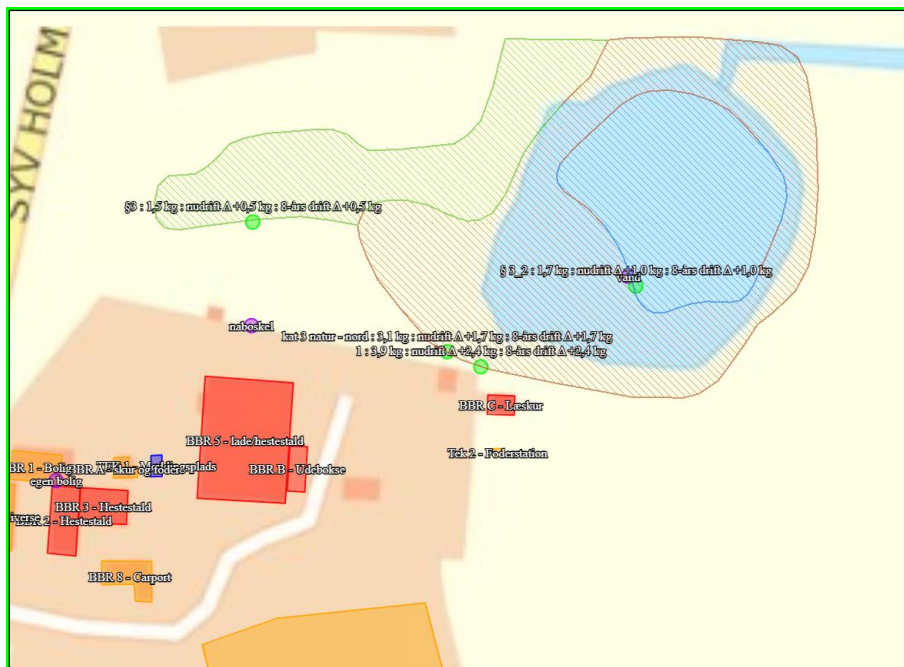 SYV HOLM
§3 : 1,5 kg : nudrift Δ+0,5 kg : 8-års drift Δ+0,5 kg
§ 3_2 : 1,7 kg : nudrift Δ+1,0 kg : 8-års drift Δ+1,0 kg
vand
naboskel
kat 3 natur - nord : 3,1 kg : nudrift Δ+1,7 kg : 8-års drift Δ+1,7 kg
1 : 3,9 kg : nudrift Δ+2,4 kg : 8-års drift Δ+2,4 kg
BBR C - Læskur
BBR 5 - lade/hestestald
Tek 2 - Foderstation
BBR B - Udebokse
egen bolig
BBR 3 - Hestestald
BBR 2 - Hestestald
BBR 8 - Carport